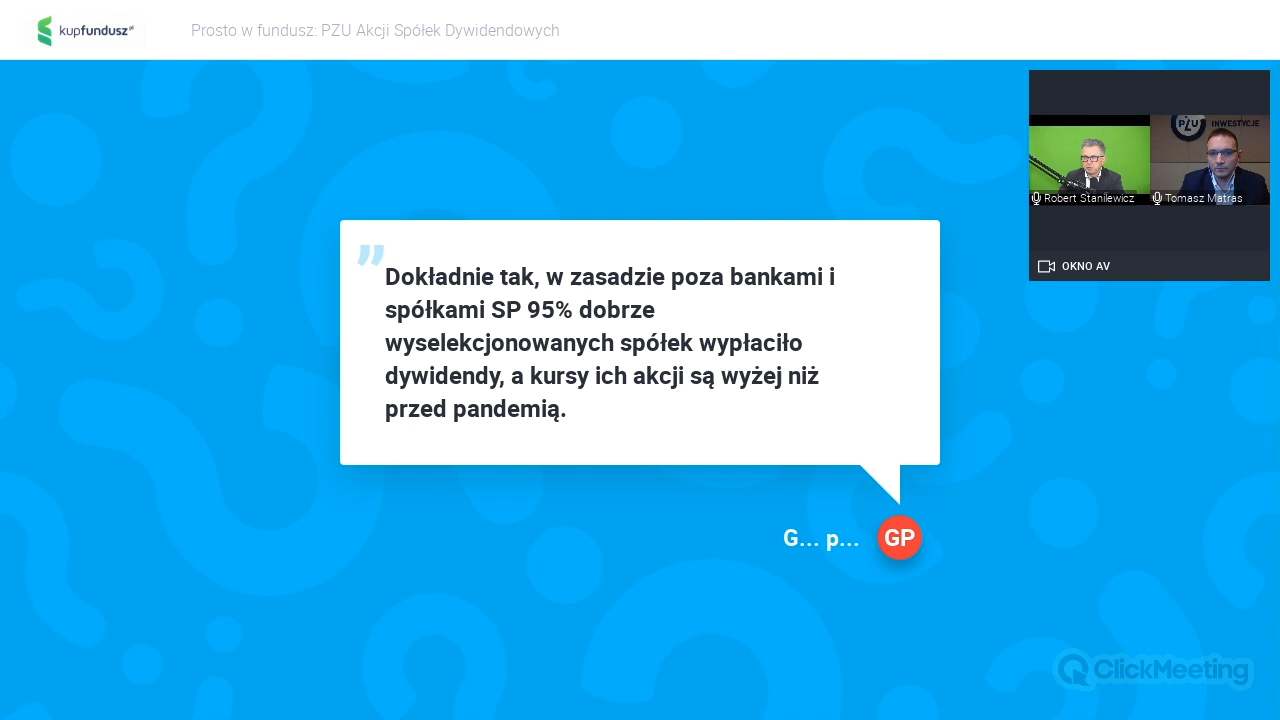 kupfundusz.pl
Prosto w fundusz: PZU Akcji Spółek Dywidendowych
PZU INWESTYCJE
Robert Stanilewicz
Tomasz Matras
OKNO AV
”
Dokładnie tak, w zasadzie poza bankami i
spółkami SP 95% dobrze
wyselekcjonowanych spółek wypłaciło
dywidendy, a kursy ich akcji są wyżej niż
przed pandemią.
G... p...
GP
ClickMeeting